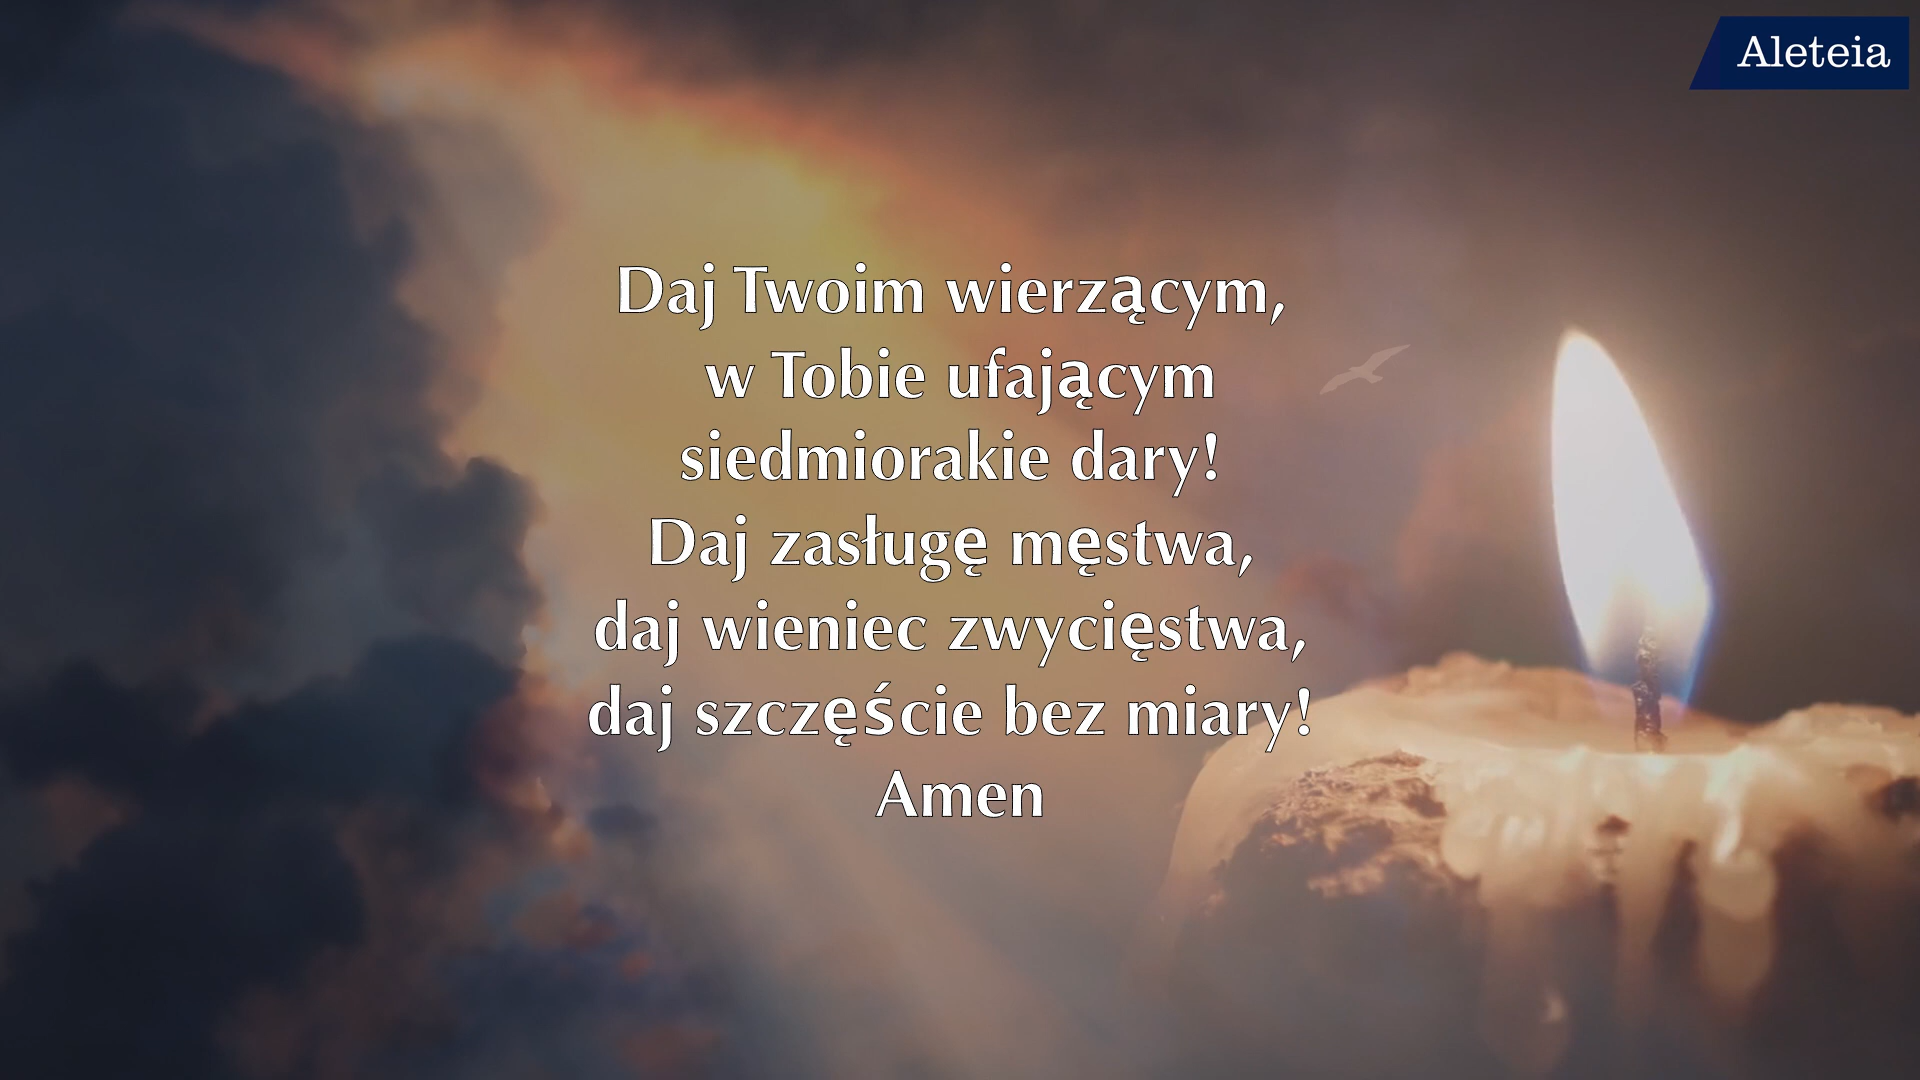 Aleteia
Daj Twoim wierzącym,
w Tobie ufającym
siedmiorakie dary!
Daj zasługę męstwa,
daj wieniec zwycięstwa,
daj szczęście bez miary!
Amen